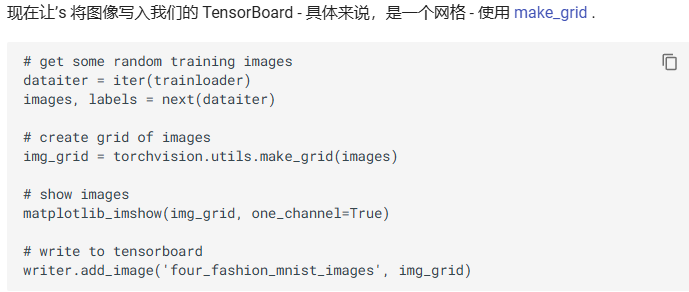 现在让’s 将图像写入我们的 TensorBoard - 具体来说，是一个网格 - 使用 make_grid .
# get some random training images
dataiter = iter(trainloader)
images, labels = next(dataiter)
# create grid of images
img_grid = torchvision.utils.make_grid(images)
# show images
matplotlib_imshow(img_grid, one_channel=True)
# write to tensorboard
writer.add_image('four_fashion_mnist_images', img_grid)